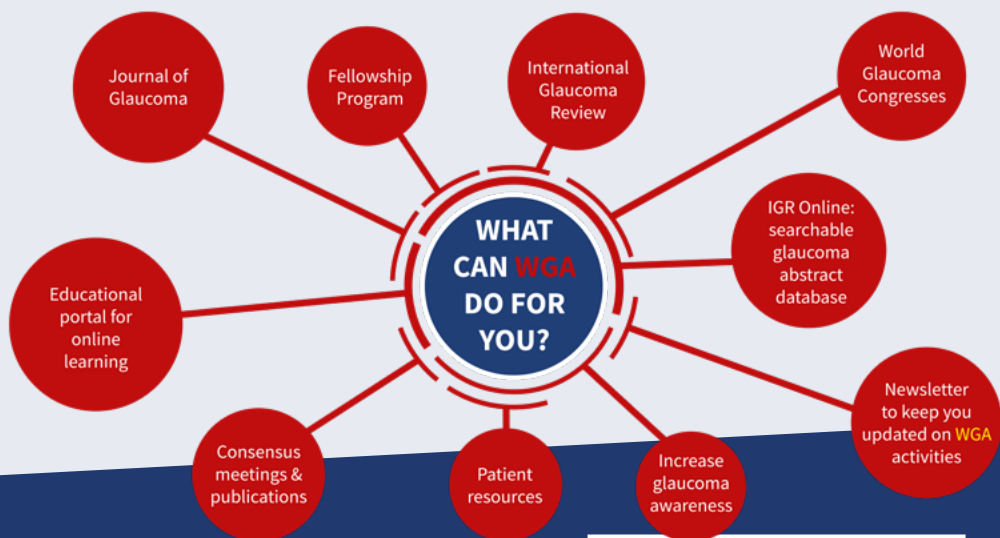 Journal of
Glaucoma
Fellowship
Program
International
Glaucoma
Review
World
Glaucoma
Congresses
WHAT
CAN WGA
DO FOR
YOU?
IGR Online:
searchable
glaucoma
abstract
database
Educational
portal for
online
learning
Newsletter
to keep you
updated on WGA
activities
Consensus
meetings &
publications
Patient
resources
Increase
glaucoma
awareness